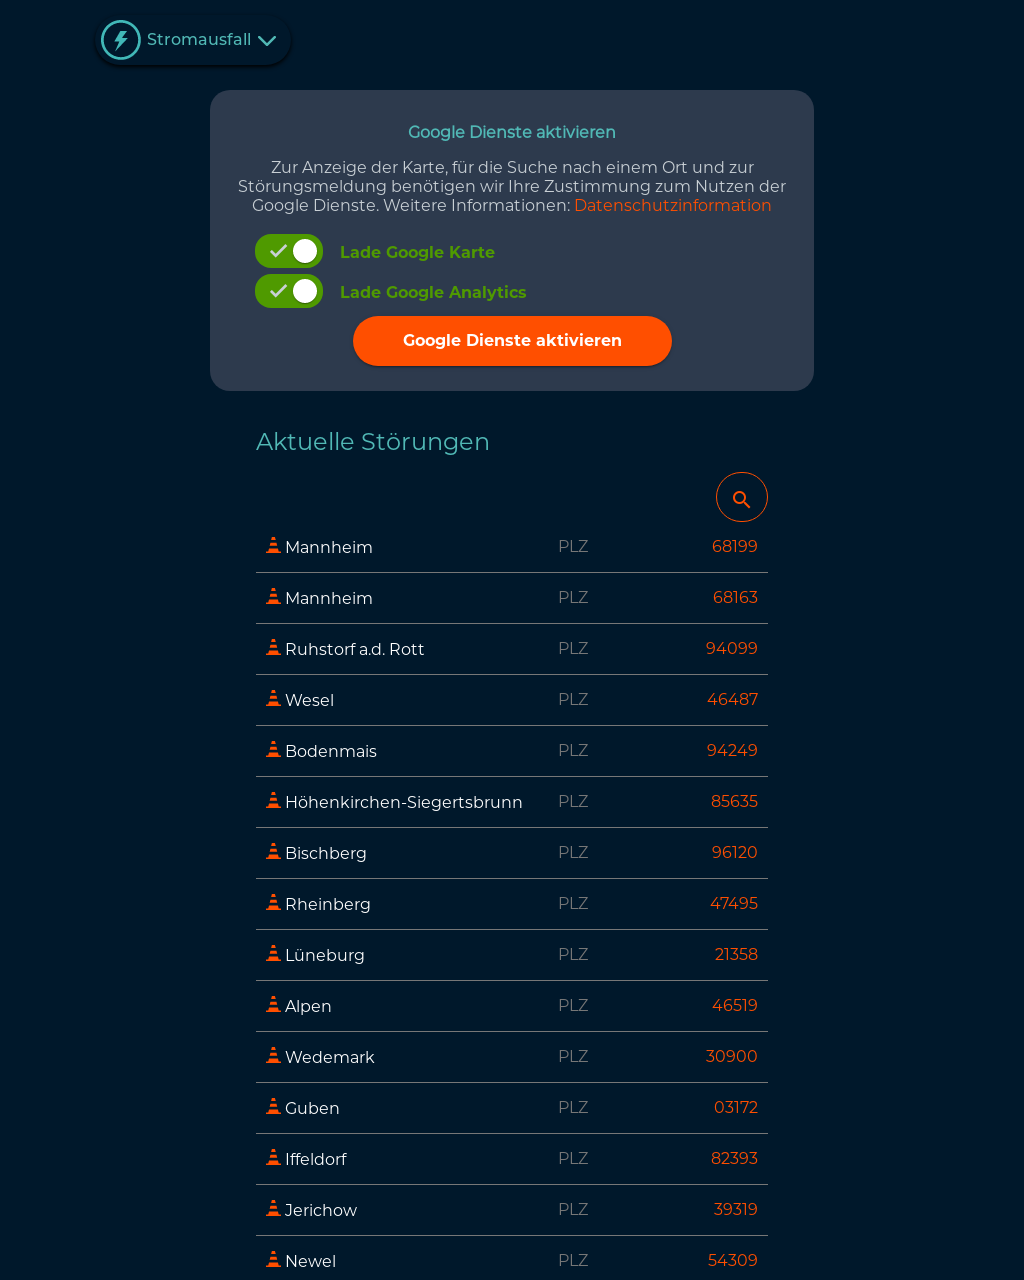 Stromausfall
Google Dienste aktivieren
Zur Anzeige der Karte, für die Suche nach einem Ort und zur
Störungsmeldung benötigen wir Ihre Zustimmung zum Nutzen der
Google Dienste. Weitere Informationen: Datenschutzinformation
Lade Google Karte
Lade Google Analytics
Google Dienste aktivieren
Aktuelle Störungen
Mannheim PLZ 68199
Mannheim PLZ 68163
Ruhstorf a.d. Rott PLZ 94099
Wesel PLZ 46487
Bodenmais PLZ 94249
Höhenkirchen-Siegertsbrunn PLZ 85635
Bischberg PLZ 96120
Rheinberg PLZ 47495
Lüneburg PLZ 21358
Alpen PLZ 46519
Wedemark PLZ 30900
Guben PLZ 03172
Iffeldorf PLZ 82393
Jerichow PLZ 39319
Newel PLZ 54309